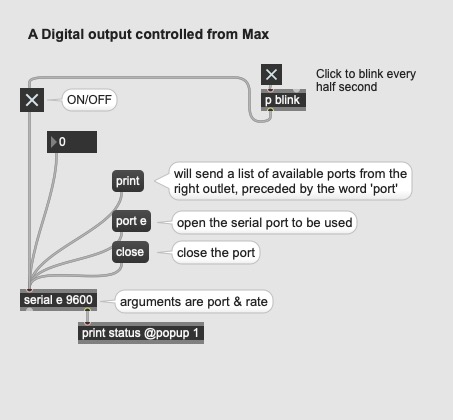 A Digital output controlled from Max
Click to blink every
half second
p blink
ON/OFF
0
print
will send a list of available ports from the
right outlet, preceded by the word 'port'
port e
open the serial port to be used
close
close the port
serial e 9600
arguments are port & rate
print status @popup 1